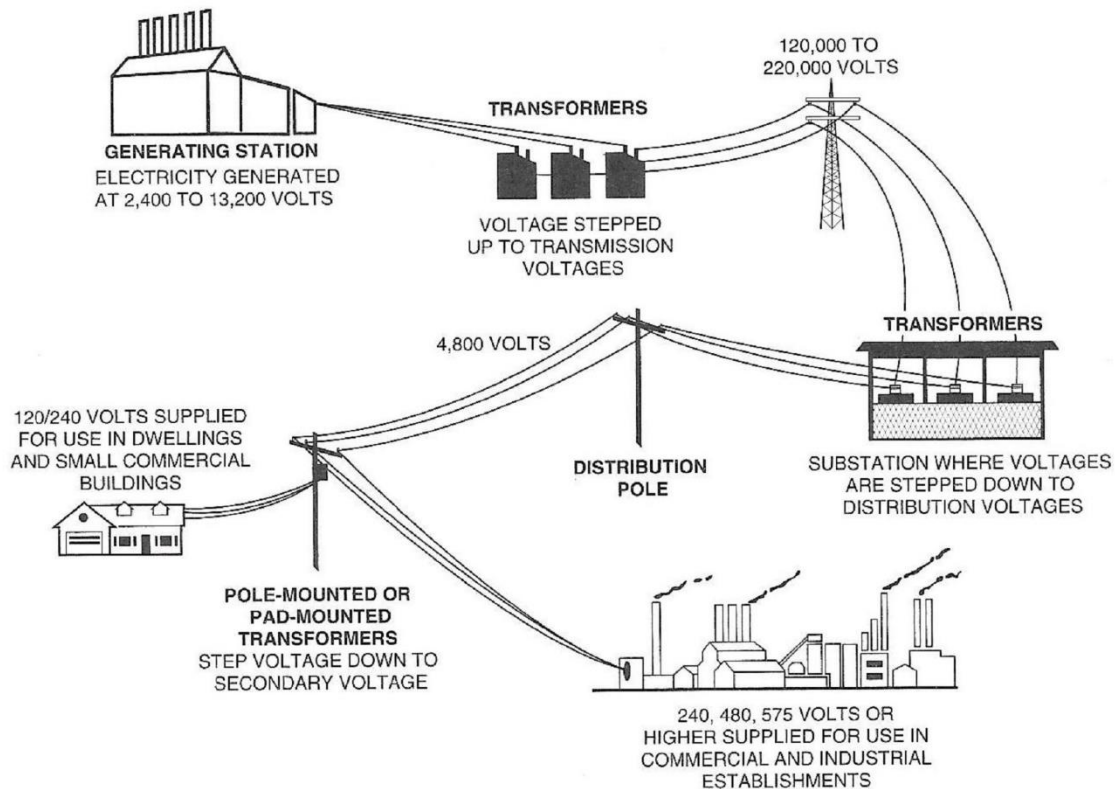 GENERATING STATION
ELECTRICITY GENERATED
AT 2,400 TO 13,200 VOLTS
TRANSFORMERS
VOLTAGE STEPPED
UP TO TRANSMISSION
VOLTAGES
120,000 TO
220,000 VOLTS
TRANSFORMERS
SUBSTATION WHERE VOLTAGES
ARE STEPPED DOWN TO
DISTRIBUTION VOLTAGES
4,800 VOLTS
DISTRIBUTION
POLE
120/240 VOLTS SUPPLIED
FOR USE IN DWELLINGS
AND SMALL COMMERCIAL
BUILDINGS
POLE-MOUNTED OR
PAD-MOUNTED
TRANSFORMERS
STEP VOLTAGE DOWN TO
SECONDARY VOLTAGE
240, 480, 575 VOLTS OR
HIGHER SUPPLIED FOR USE IN
COMMERCIAL AND INDUSTRIAL
ESTABLISHMENTS